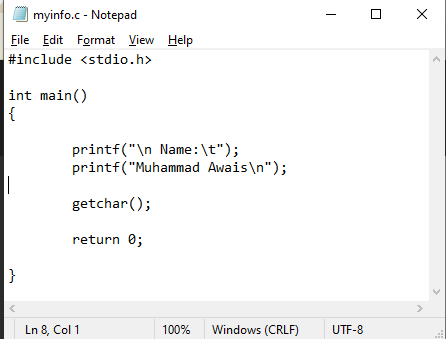 myinfo.c - Notepad
File Edit Format View Help
#include <stdio.h>
int main()
{
printf("\n Name:\t");
printf("Muhammad Awais\n");
getchar();
return 0;
}
Ln 8, Col 1 100% Windows (CRLF) UTF-8